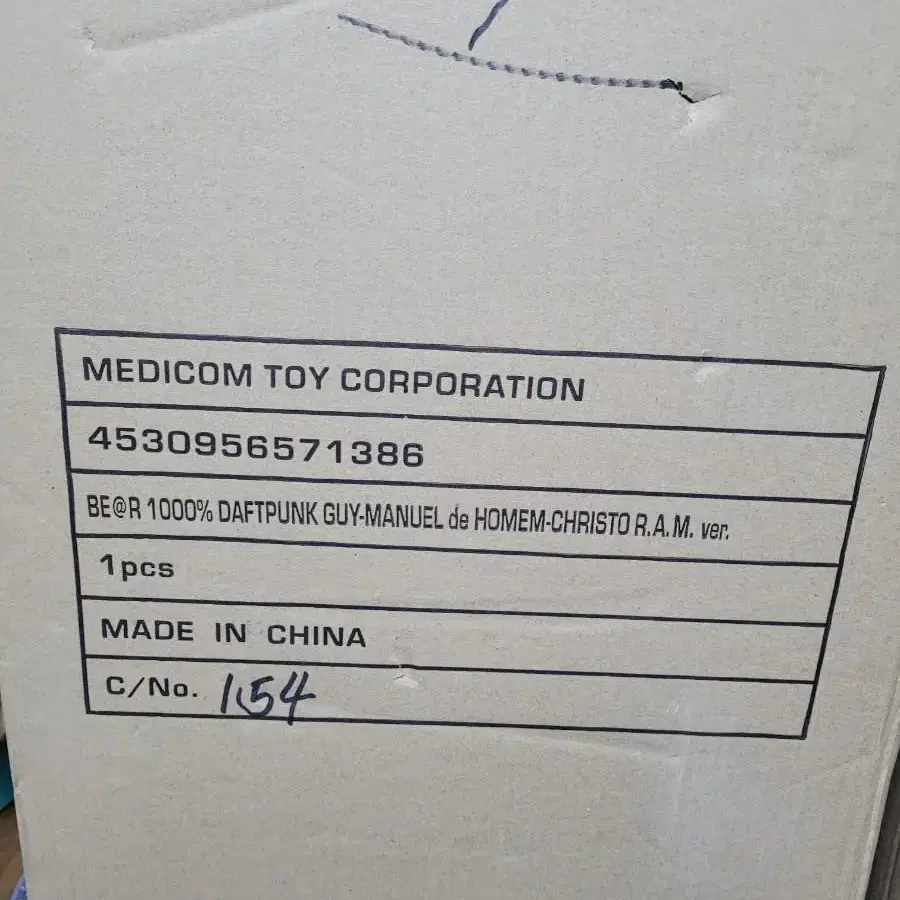 MEDICOM TOY CORPORATION
4530956571386
BE@R 1000% DAFTPUNK GUY-MANUEL de HOMEM-CHRISTO R.A.M. ver.
1pcs
MADE IN CHINA
C/No. 154